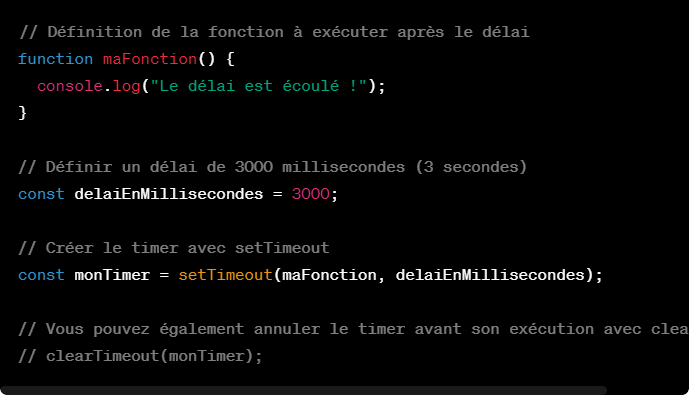 // Définition de la fonction à exécuter après le délai
function maFonction() {
  console.log("Le délai est écoulé !");
}
// Définir un délai de 3000 millisecondes (3 secondes)
const delaiEnMillisecondes = 3000;
// Créer le timer avec setTimeout
const monTimer = setTimeout(maFonction, delaiEnMillisecondes);
// Vous pouvez également annuler le timer avant son exécution avec clea
// clearTimeout(monTimer);